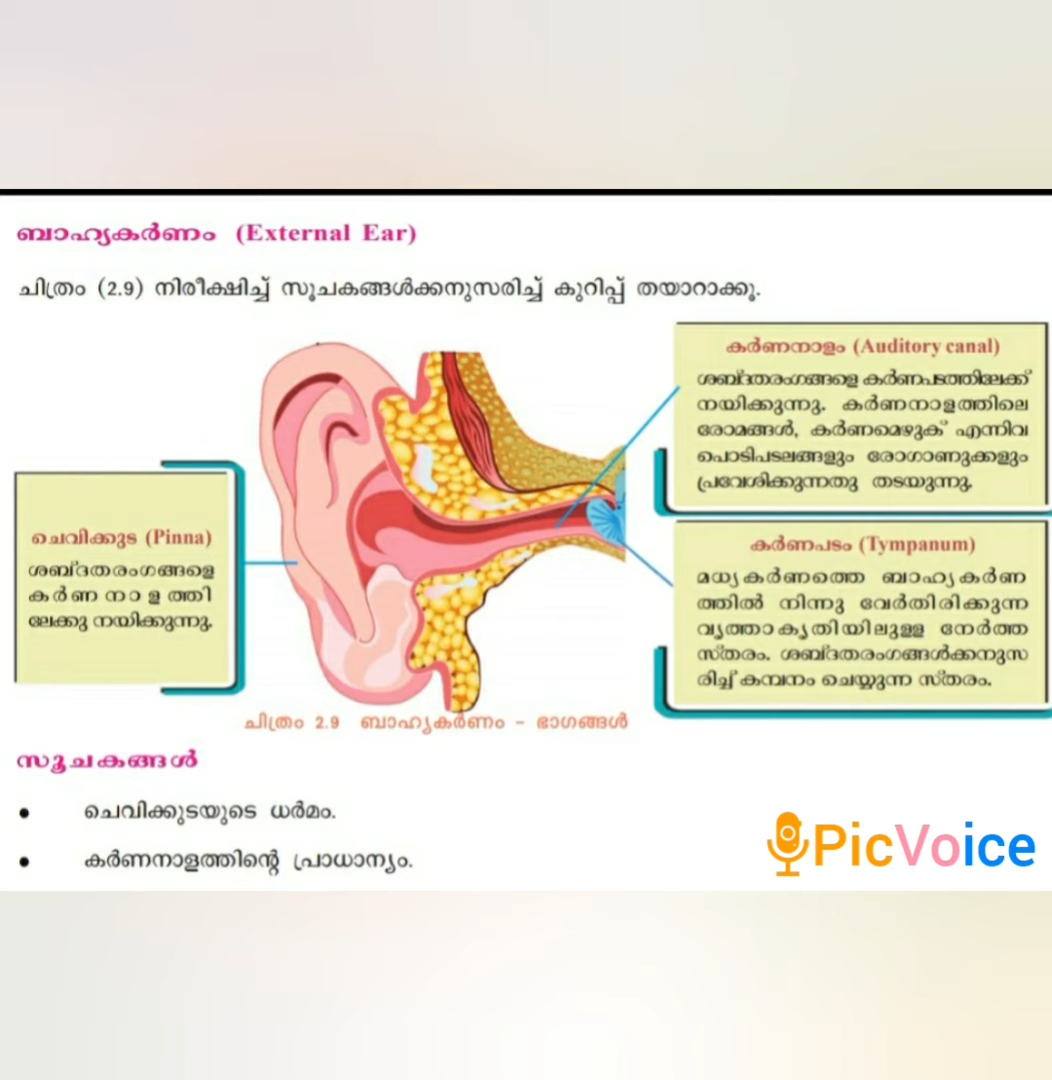 ബാഹ്യകർണം (External Ear)
ചിത്രം (2.9) നിരീക്ഷിച്ച് സൂചകങ്ങൾക്കനുസരിച്ച് കുറിപ്പ് തയാറാക്കൂ.
ചെവിക്കുട (Pinna)
ശബ്ദതരംഗങ്ങളെ
കർണനാളത്തി
ലേക്കു നയിക്കുന്നു.
കർണനാളം (Auditory canal)
ശബ്ദതരംഗങ്ങളെ കർണപടത്തിലേക്ക്
നയിക്കുന്നു. കർണനാളത്തിലെ
രോമങ്ങൾ, കർണമെഴുക് എന്നിവ
പൊടിപടലങ്ങളും രോഗാണുക്കളും
പ്രവേശിക്കുന്നതു തടയുന്നു.
കർണപടം (Tympanum)
മധ്യകർണത്തെ ബാഹ്യകർണ
ത്തിൽ നിന്നു വേർതിരിക്കുന്ന
വൃത്താകൃതിയിലുള്ള നേർത്ത
സ്തരം. ശബ്ദതരംഗങ്ങൾക്കനുസ
രിച്ച് കമ്പനം ചെയ്യുന്ന സ്തരം.
ചിത്രം 2.9 ബാഹ്യകർണം - ഭാഗങ്ങൾ
സൂചകങ്ങൾ
• ചെവിക്കുടയുടെ ധർമം.
• കർണനാളത്തിന്റെ പ്രാധാന്യം.
PicVoice